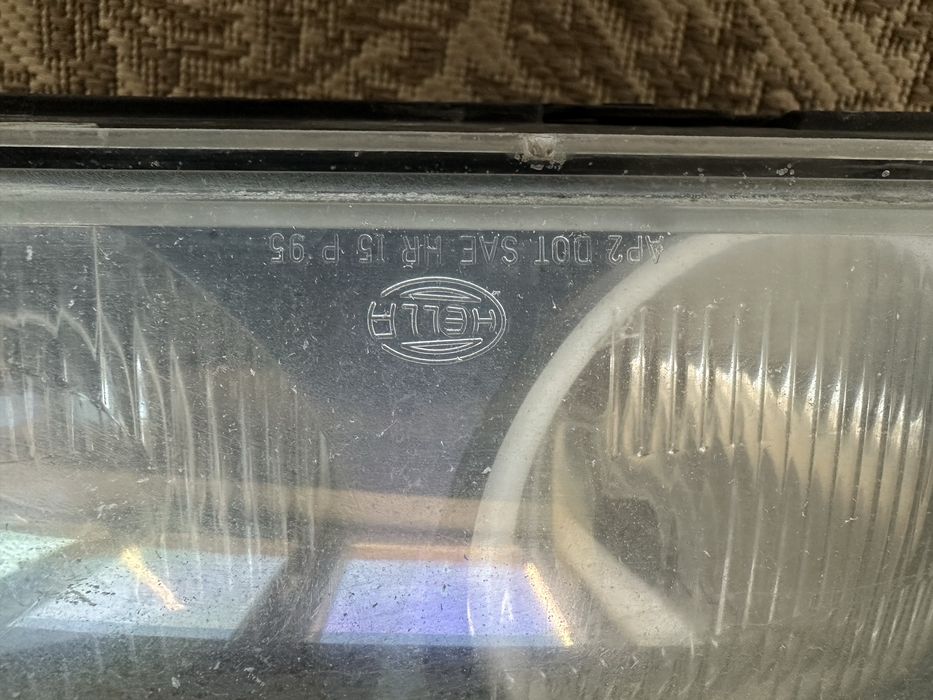 HELLA
AP2 DOT SAE HR 15 P 95